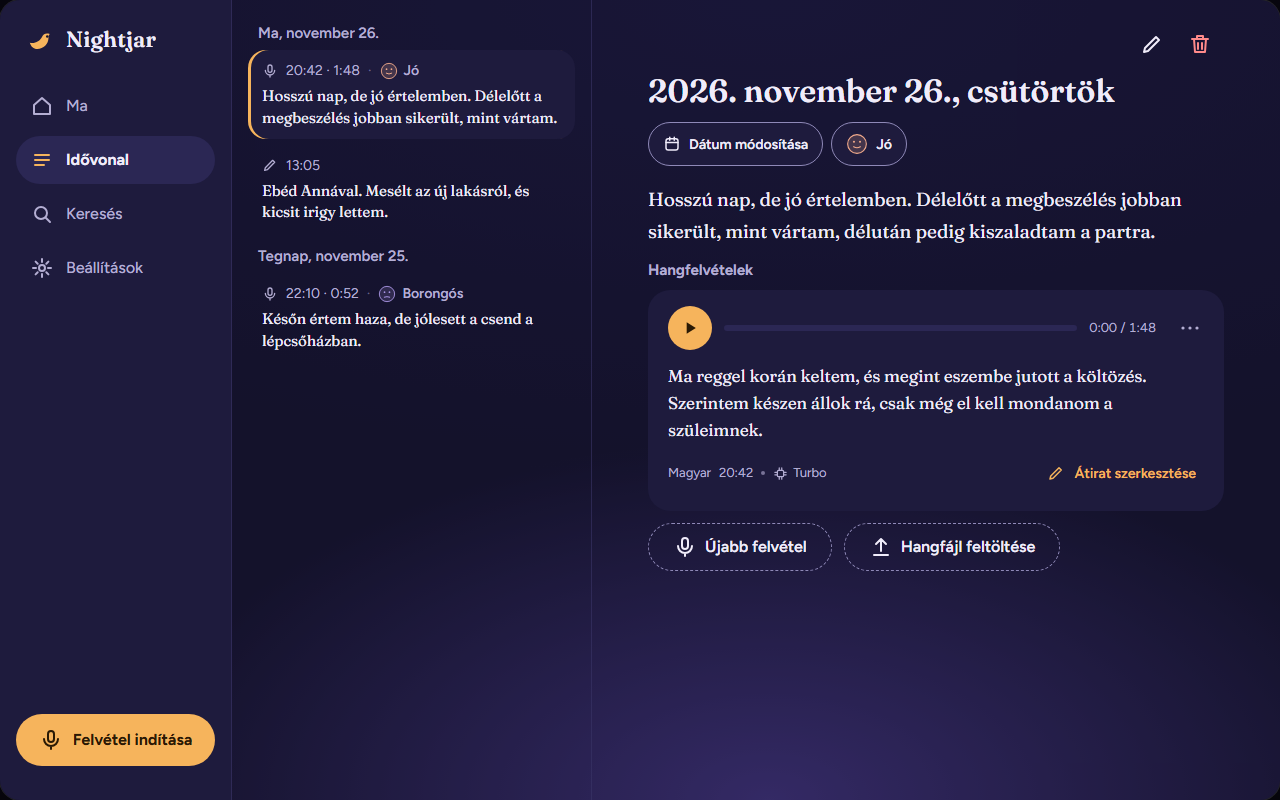 Nightjar
Ma
Idővonal
Keresés
Beállítások
Felvétel indítása
Ma, november 26.
20:42 · 1:48 · Jó
Hosszú nap, de jó értelemben. Délelőtt a
megbeszélés jobban sikerült, mint vártam.
13:05
Ebéd Annával. Mesélt az új lakásról, és
kicsit irigy lettem.
Tegnap, november 25.
22:10 · 0:52 · Borongós
Későn értem haza, de jólesett a csend a
lépcsőházban.
2026. november 26., csütörtök
Dátum módosítása
Jó
Hosszú nap, de jó értelemben. Délelőtt a megbeszélés jobban
sikerült, mint vártam, délután pedig kiszaladtam a partra.
Hangfelvételek
0:00 / 1:48
Ma reggel korán keltem, és megint eszembe jutott a költözés.
Szerintem készen állok rá, csak még el kell mondanom a
szüleimnek.
Magyar 20:42 • Turbo
Átirat szerkesztése
Újabb felvétel
Hangfájl feltöltése